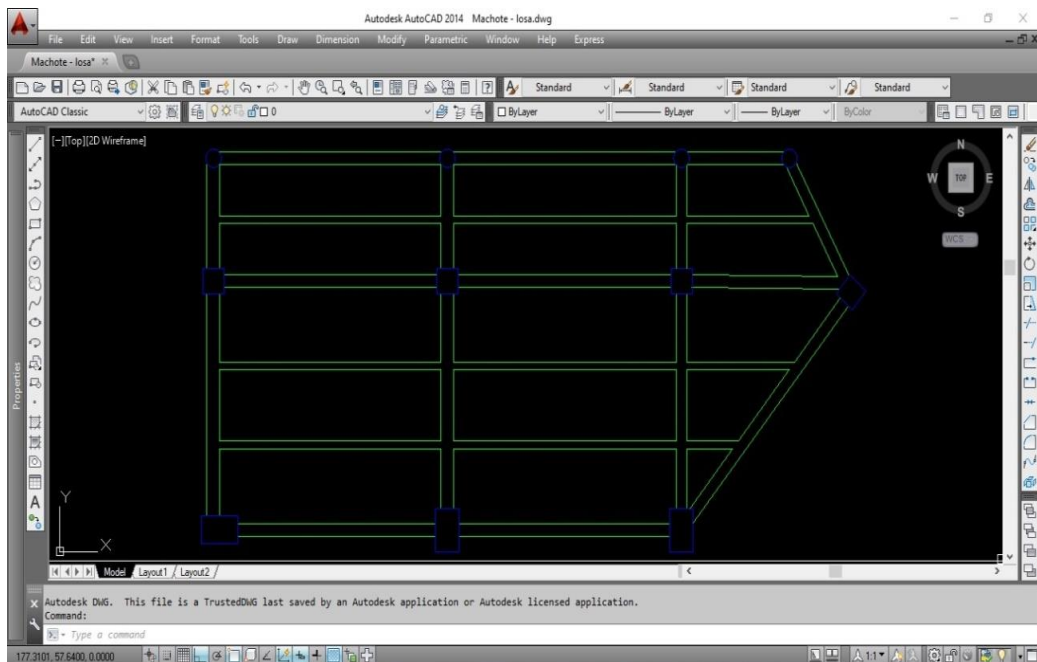 Autodesk AutoCAD 2014 Machote - losa.dwg
File Edit View Insert Format Tools Draw Dimension Modify Parametric Window Help Express
Machote - losa*
Standard Standard Standard Standard
AutoCAD Classic 0 ByLayer ByLayer ByLayer ByColor
[−][Top][2D Wireframe]
N
W TOP E
S
WCS
Properties
A
Y
X
Model Layout1 Layout2
Autodesk DWG. This file is a TrustedDWG last saved by an Autodesk application or Autodesk licensed application.
Command:
Type a command
177.3101, 57.6400, 0.0000 1:1